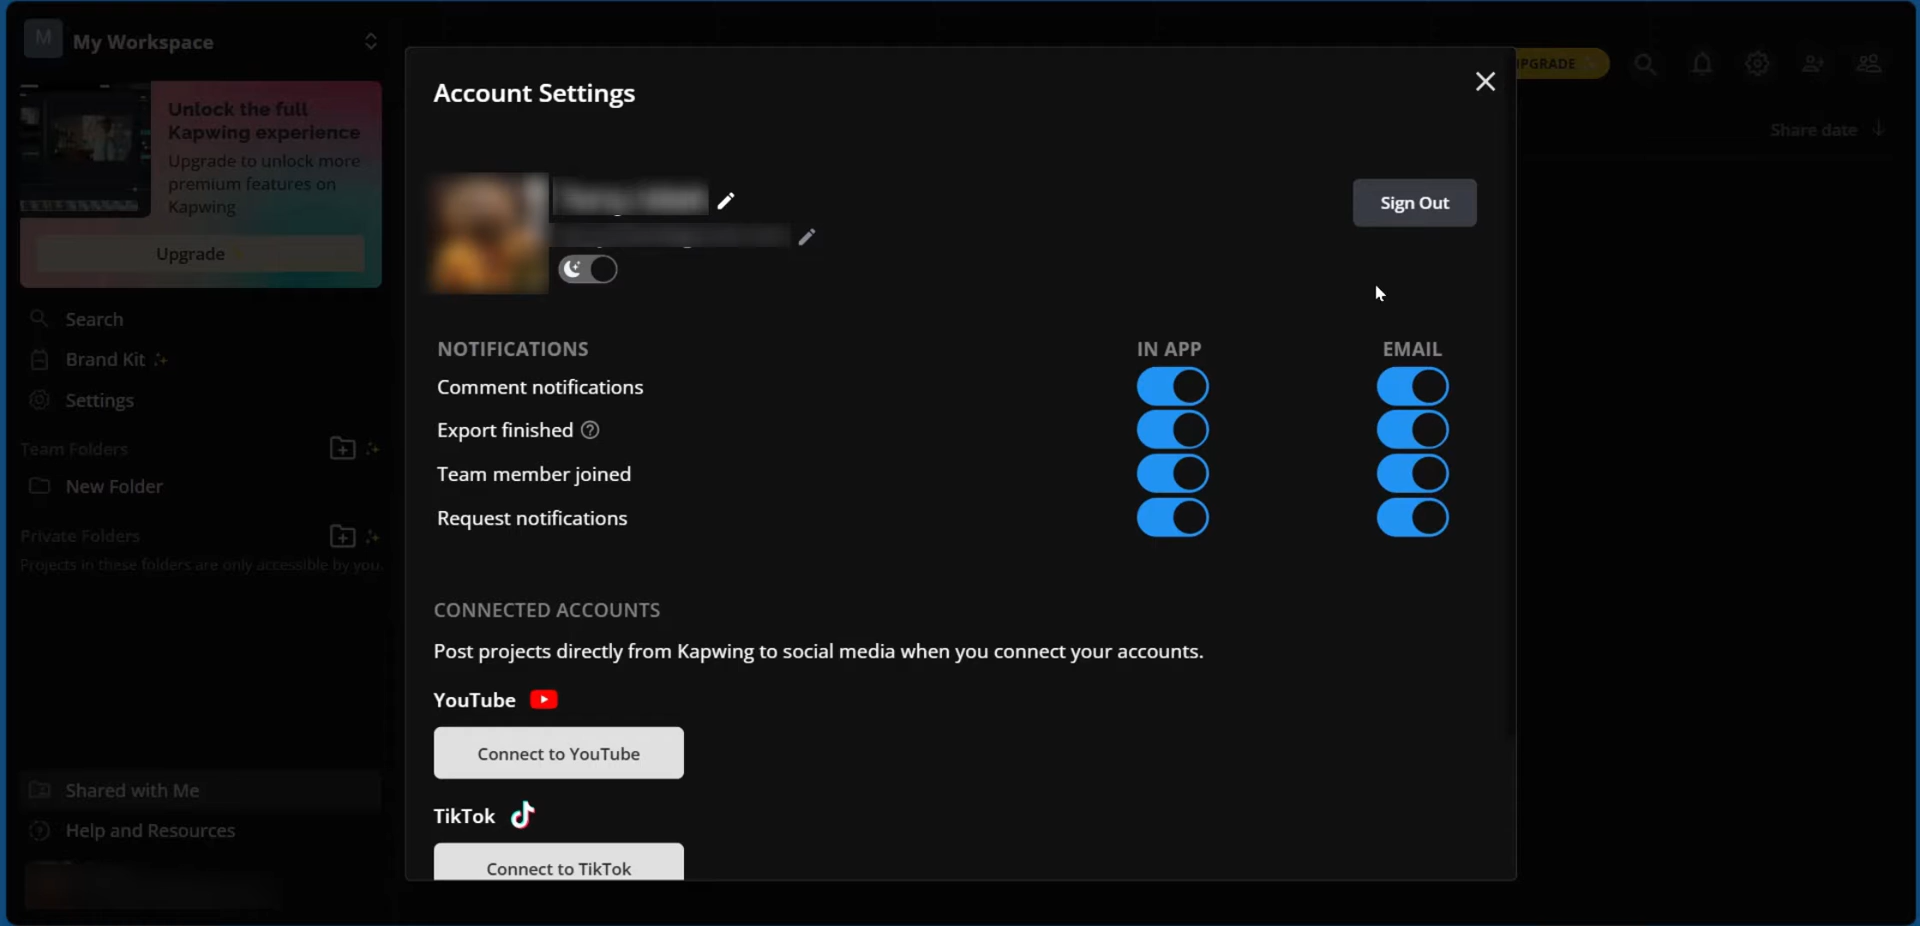 M My Workspace
Unlock the full
Kapwing experience
Upgrade to unlock more
premium features on
Kapwing
Upgrade
Search
Brand Kit
Settings
Team Folders
New Folder
Private Folders
Projects in these folders are only accessible by you.
Shared with Me
Help and Resources
Account Settings
Sign Out
NOTIFICATIONS IN APP EMAIL
Comment notifications
Export finished ?
Team member joined
Request notifications
CONNECTED ACCOUNTS
Post projects directly from Kapwing to social media when you connect your accounts.
YouTube
Connect to YouTube
TikTok
Connect to TikTok
PGRADE
Share date